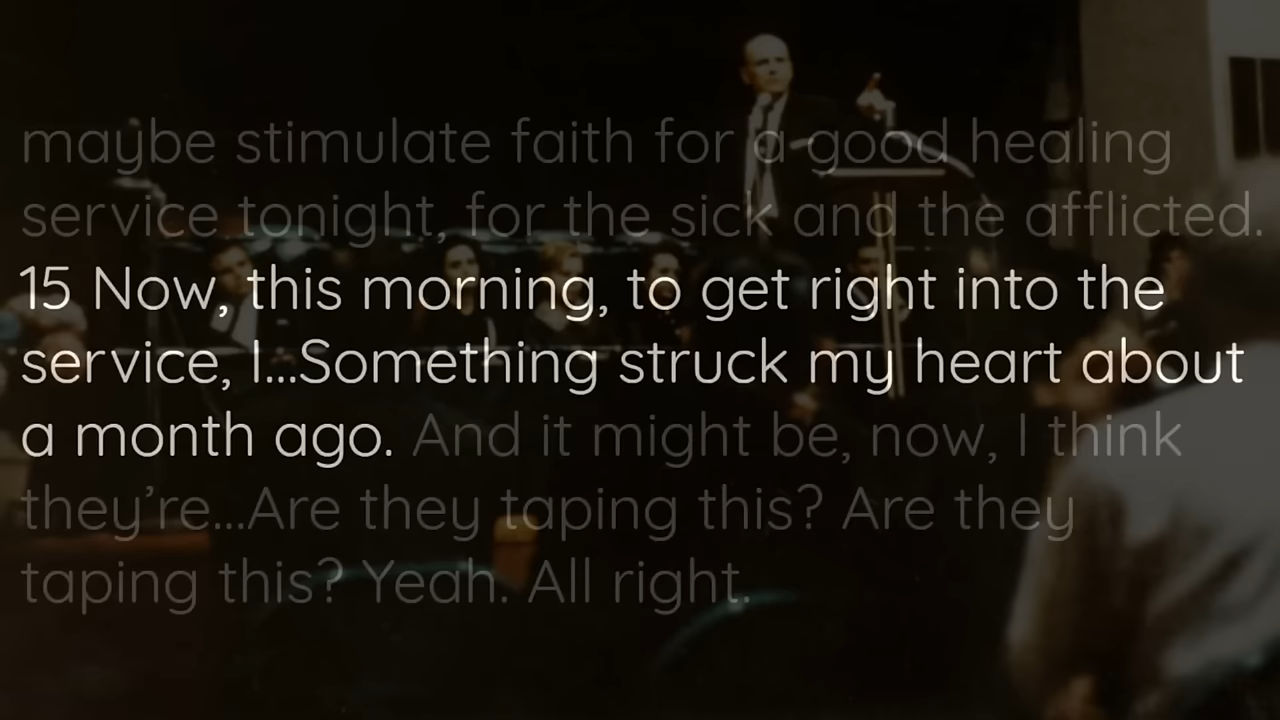 maybe stimulate faith for a good healing
service tonight, for the sick and the afflicted.
15 Now, this morning, to get right into the
service, I...Something struck my heart about
a month ago. And it might be, now, I think
they’re...Are they taping this? Are they
taping this? Yeah. All right.